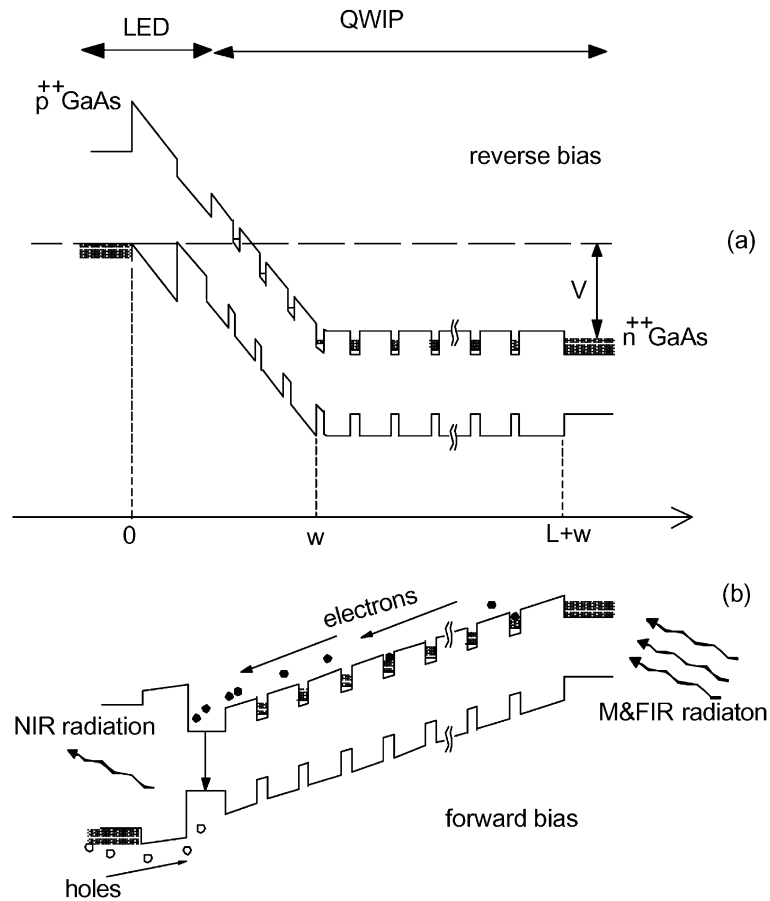 LED
QWIP
p++GaAs
reverse bias
(a)
V
n++GaAs
0
w
L+w
(b)
electrons
NIR radiation
M&FIR radiaton
forward bias
holes